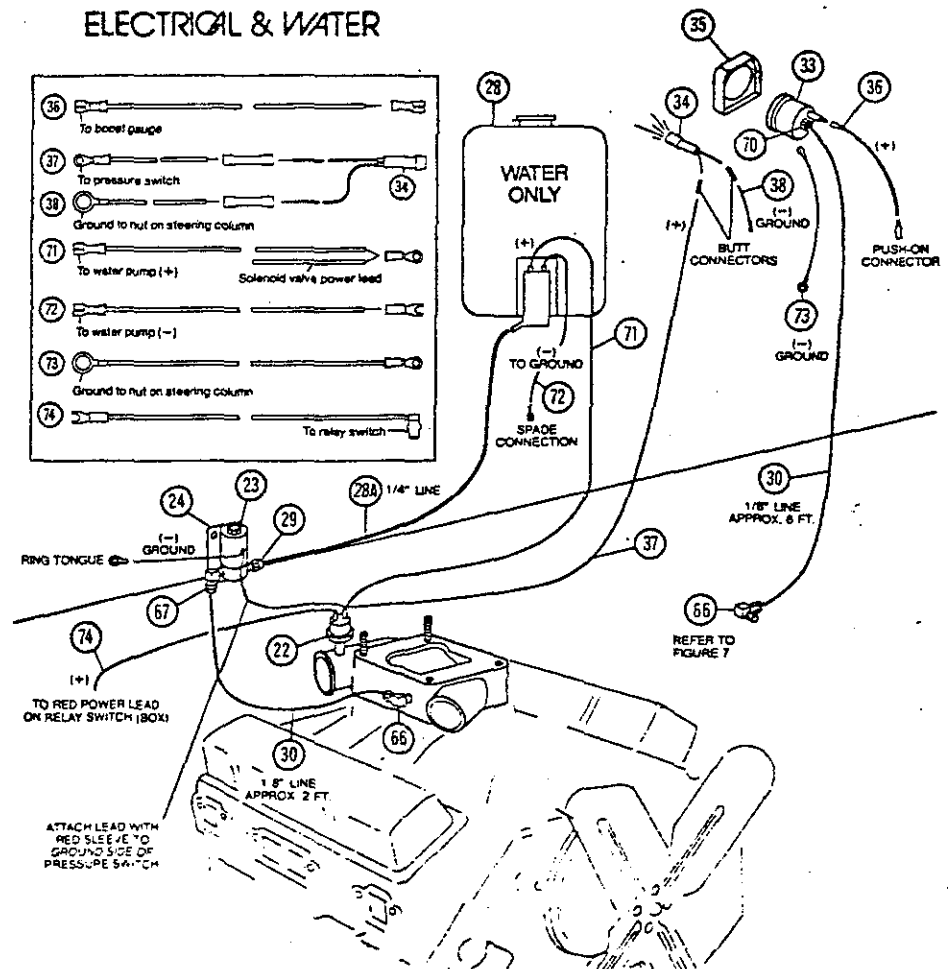 ELECTRICAL & WATER
36
To boost gauge
37
To pressure switch
34
38
Ground to nut on steering column
71
To water pump (+)
Solenoid valve power lead
72
To water pump (−)
73
Ground to nut on steering column
74
To relay switch
28
WATER
ONLY
(+)
(−)
TO GROUND
72
SPADE
CONNECTION
71
35
33
36
34
70
(+)
38
(−)
GROUND
(+)
BUTT
CONNECTORS
PUSH-ON
CONNECTOR
73
(−)
GROUND
30
1/8" LINE
APPROX. 6 FT.
37
66
REFER TO
FIGURE 7
28A 1/4" LINE
23
24
29
(−)
GROUND
RING TONGUE
67
74
(+)
TO RED POWER LEAD
ON RELAY SWITCH (BOX)
22
66
30
1 8" LINE
APPROX 2 FT.
ATTACH LEAD WITH
RED SLEEVE TO
GROUND SIDE OF
PRESSURE SWITCH